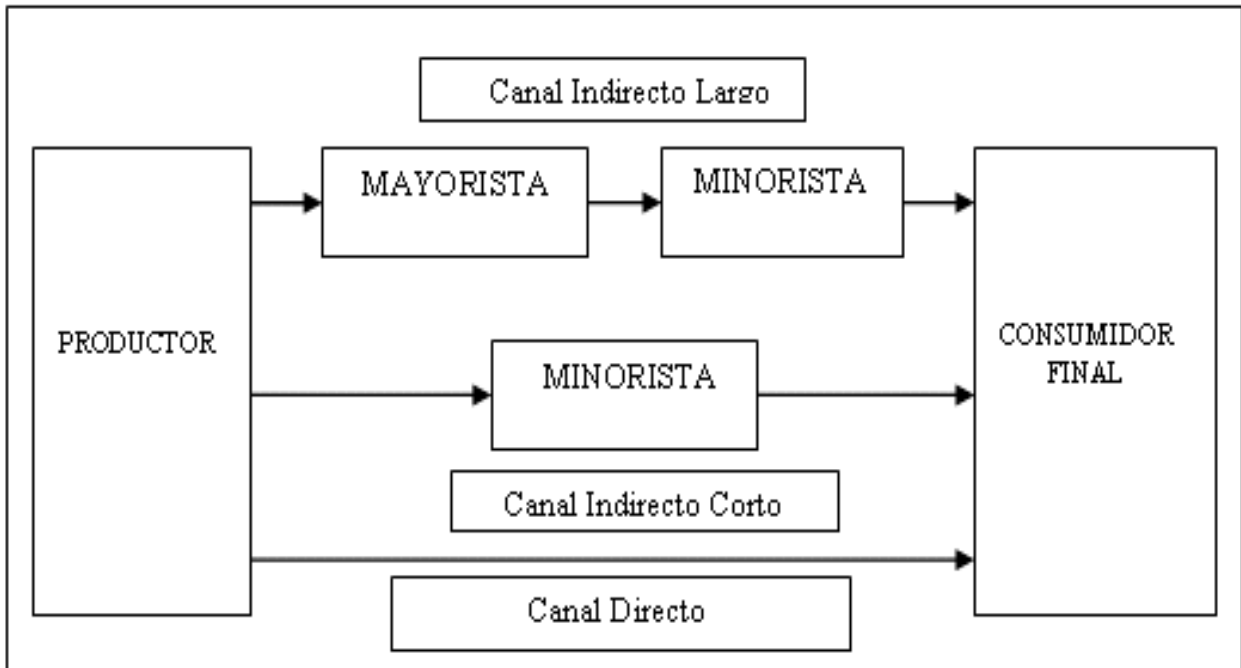 Canal Indirecto Largo
MAYORISTA
MINORISTA
PRODUCTOR
CONSUMIDOR
FINAL
MINORISTA
Canal Indirecto Corto
Canal Directo